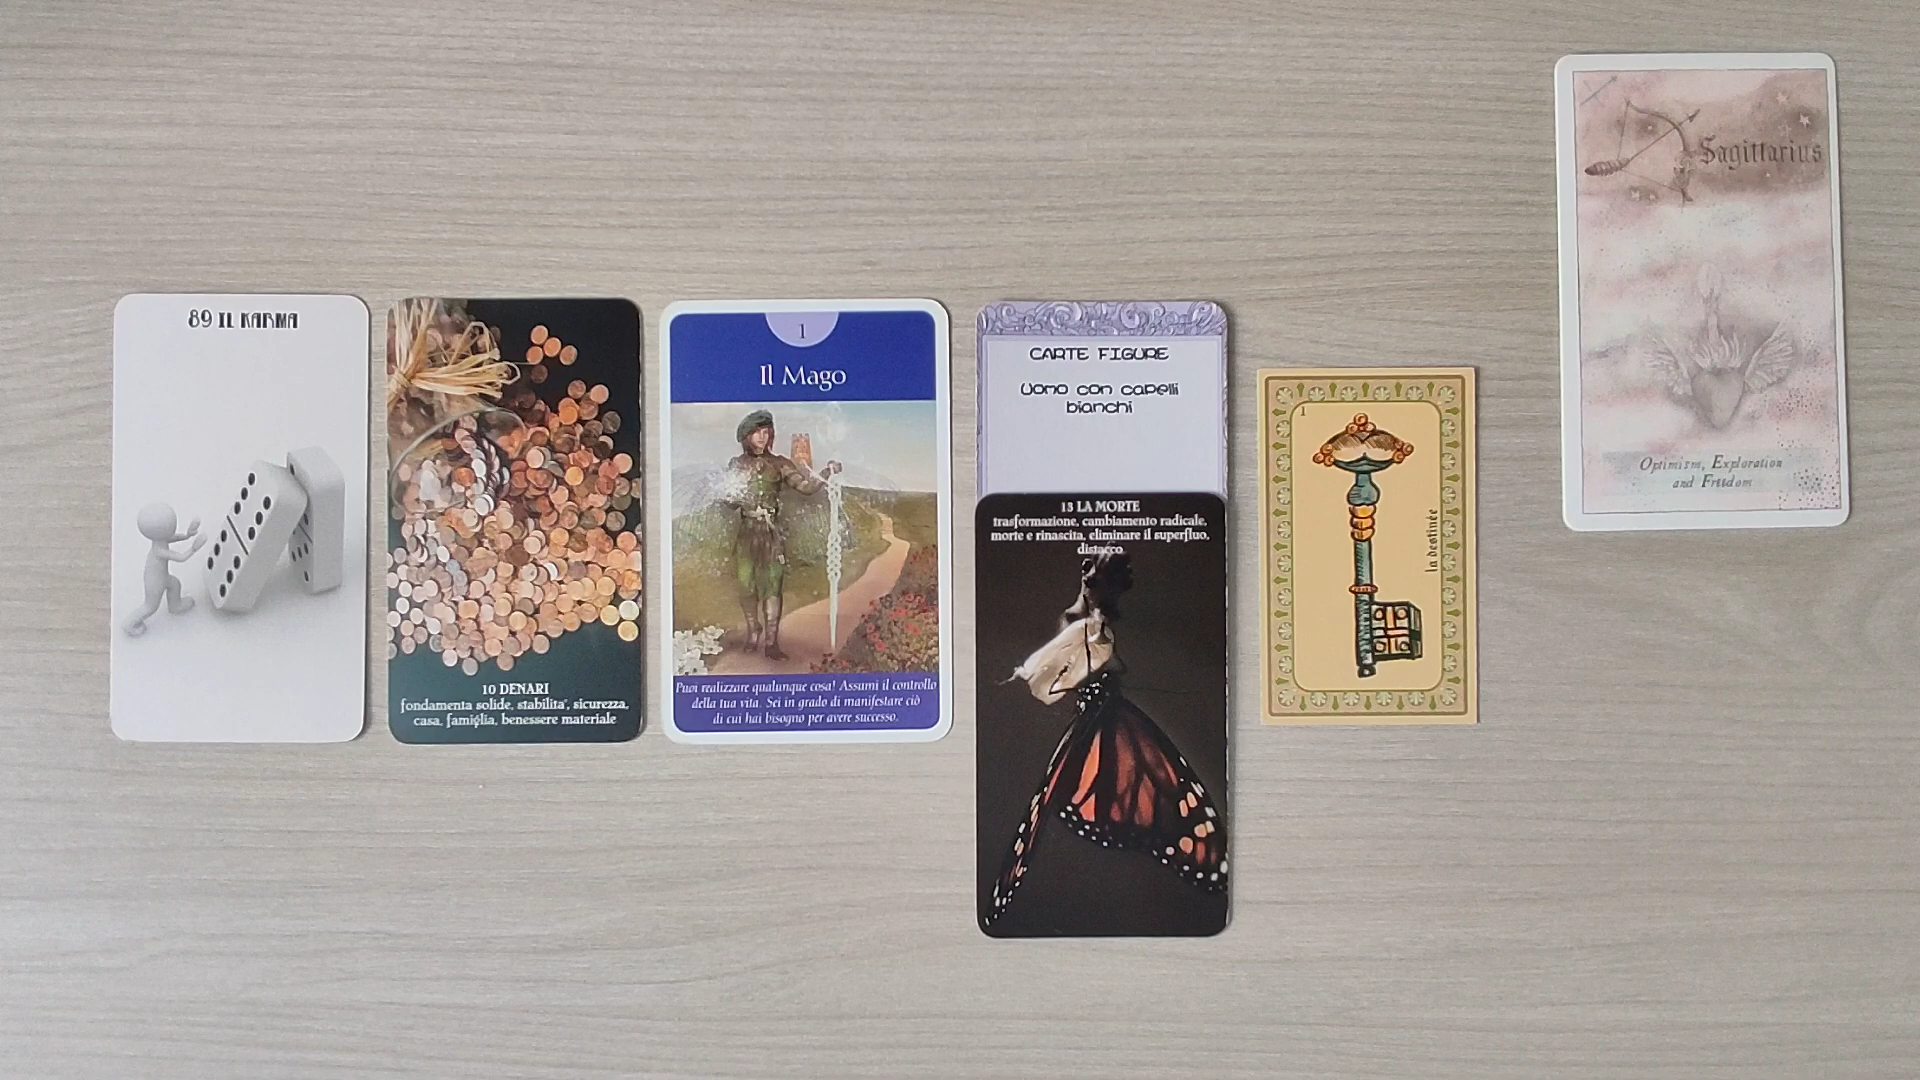 89 IL KARMA
10 DENARI
fondamenta solide, stabilita', sicurezza,
casa, famiglia, benessere materiale
1
Il Mago
Puoi realizzare qualunque cosa! Assumi il controllo
della tua vita. Sei in grado di manifestare ciò
di cui hai bisogno per avere successo.
CARTE FIGURE
Uomo con capelli
bianchi
13 LA MORTE
trasformazione, cambiamento radicale,
morte e rinascita, eliminare il superfluo,
distacco
1
la destinée
Sagittarius
Optimism, Exploration
and Freedom